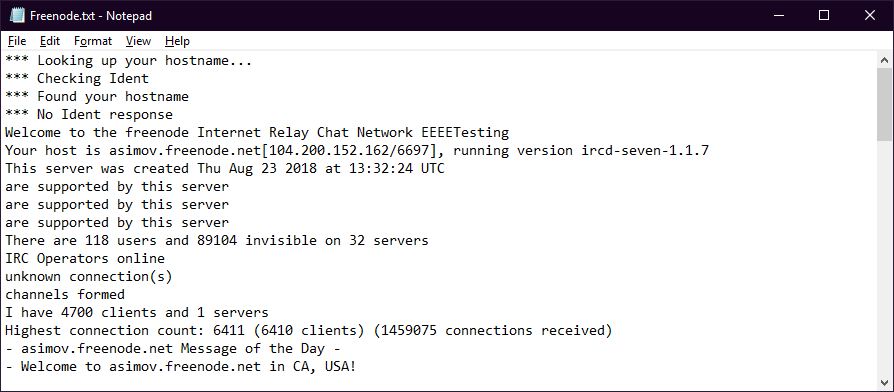 Freenode.txt - Notepad
File Edit Format View Help
*** Looking up your hostname...
*** Checking Ident
*** Found your hostname
*** No Ident response
Welcome to the freenode Internet Relay Chat Network EEEETesting
Your host is asimov.freenode.net[104.200.152.162/6697], running version ircd-seven-1.1.7
This server was created Thu Aug 23 2018 at 13:32:24 UTC
are supported by this server
are supported by this server
are supported by this server
There are 118 users and 89104 invisible on 32 servers
IRC Operators online
unknown connection(s)
channels formed
I have 4700 clients and 1 servers
Highest connection count: 6411 (6410 clients) (1459075 connections received)
- asimov.freenode.net Message of the Day -
- Welcome to asimov.freenode.net in CA, USA!